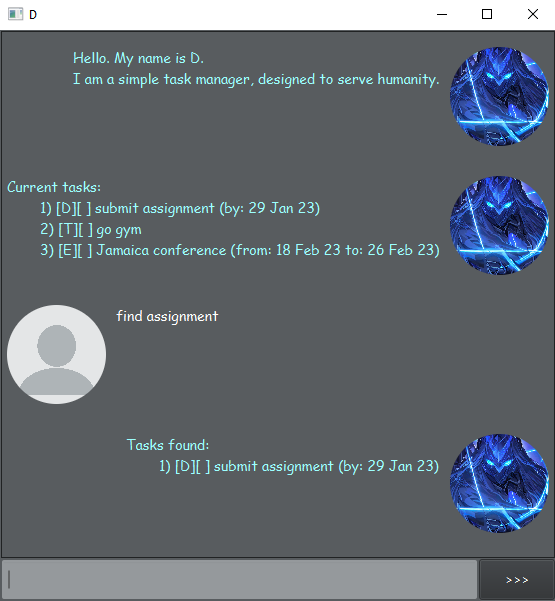 D
Hello. My name is D.
I am a simple task manager, designed to serve humanity.
Current tasks:
1) [D][ ] submit assignment (by: 29 Jan 23)
2) [T][ ] go gym
3) [E][ ] Jamaica conference (from: 18 Feb 23 to: 26 Feb 23)
find assignment
Tasks found:
1) [D][ ] submit assignment (by: 29 Jan 23)
>>>